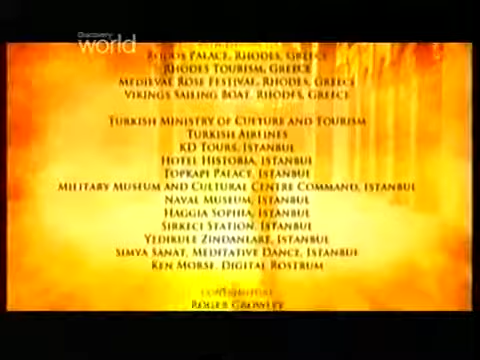 Discovery
world
Rodos Palace, Rhodes, Greece
Rhodes Tourism, Greece
Medieval Rose Festival, Rhodes, Greece
Vikings Sailing Boat, Rhodes, Greece
Turkish Ministry of Culture and Tourism
Turkish Airlines
KD Tours, Istanbul
Hotel Historia, Istanbul
Topkapi Palace, Istanbul
Military Museum and Cultural Centre Command, Istanbul
Naval Museum, Istanbul
Haggia Sophia, Istanbul
Sirkeci Station, Istanbul
Yedikule Zindanlare, Istanbul
Simya Sanat, Meditative Dance, Istanbul
Ken Morse, Digital Rostrum
Roger Crowley